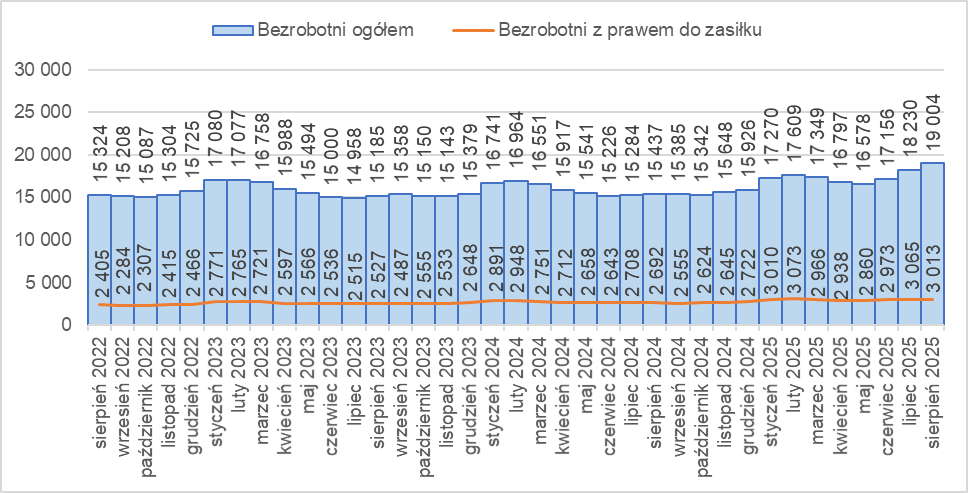 Bezrobotni ogółem Bezrobotni z prawem do zasiłku
30 000
25 000
20 000
15 000
10 000
5 000
0
15 324
15 208
15 087
15 304
15 725
17 080
17 077
16 758
15 988
15 494
15 000
14 958
15 185
15 358
15 150
15 143
15 379
16 741
16 964
16 551
15 917
15 541
15 226
15 284
15 437
15 385
15 342
15 648
15 926
17 270
17 609
17 349
16 797
16 578
17 156
18 230
19 004
2 405
2 284
2 307
2 415
2 466
2 771
2 765
2 721
2 597
2 566
2 536
2 515
2 527
2 487
2 555
2 533
2 648
2 891
2 948
2 751
2 712
2 658
2 643
2 708
2 692
2 555
2 624
2 645
2 722
3 010
3 073
2 966
2 938
2 860
2 973
3 065
3 013
sierpień 2022
wrzesień 2022
październik 2022
listopad 2022
grudzień 2022
styczeń 2023
luty 2023
marzec 2023
kwiecień 2023
maj 2023
czerwiec 2023
lipiec 2023
sierpień 2023
wrzesień 2023
październik 2023
listopad 2023
grudzień 2023
styczeń 2024
luty 2024
marzec 2024
kwiecień 2024
maj 2024
czerwiec 2024
lipiec 2024
sierpień 2024
wrzesień 2024
październik 2024
listopad 2024
grudzień 2024
styczeń 2025
luty 2025
marzec 2025
kwiecień 2025
maj 2025
czerwiec 2025
lipiec 2025
sierpień 2025